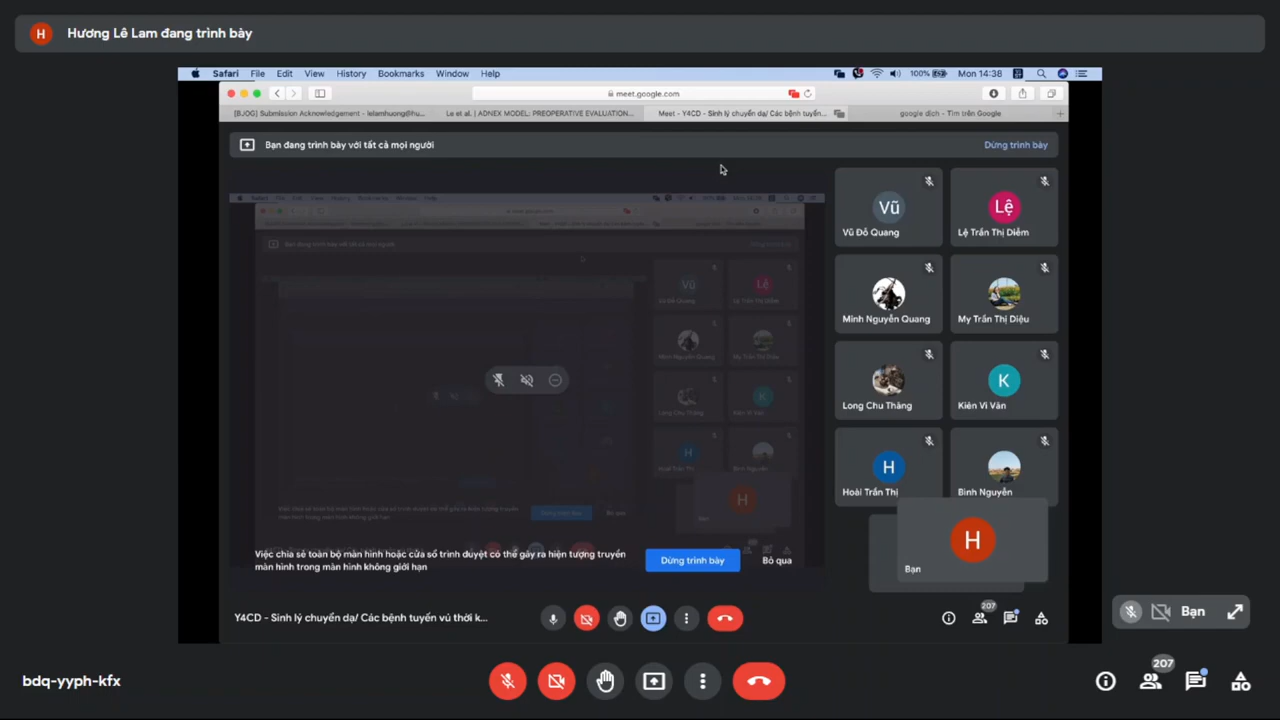 H
Hương Lê Lam đang trình bày
Safari File Edit View History Bookmarks Window Help
100% Mon 14:38
meet.google.com
[BJOG] Submission Acknowledgement - lelamhuong@hu...
Le et al. | ADNEX MODEL: PREOPERATIVE EVALUATION...
Meet - Y4CD - Sinh lý chuyển dạ/ Các bệnh tuyến...
google dịch - Tìm trên Google
Bạn đang trình bày với tất cả mọi người
Dừng trình bày
Vũ
Lệ
Vũ Đỗ Quang
Lệ Trần Thị Diễm
Minh Nguyễn Quang
My Trần Thị Diệu
K
Long Chu Thăng
Kiên Vi Văn
H
Hoài Trần Thị
Bình Nguyễn
H
Bạn
Việc chia sẻ toàn bộ màn hình hoặc cửa sổ trình duyệt có thể gây ra hiện tượng truyền
màn hình trong màn hình không giới hạn
Dừng trình bày
Bỏ qua
Y4CD - Sinh lý chuyển dạ/ Các bệnh tuyến vú thời k...
207
Bạn
bdq-yyph-kfx
207